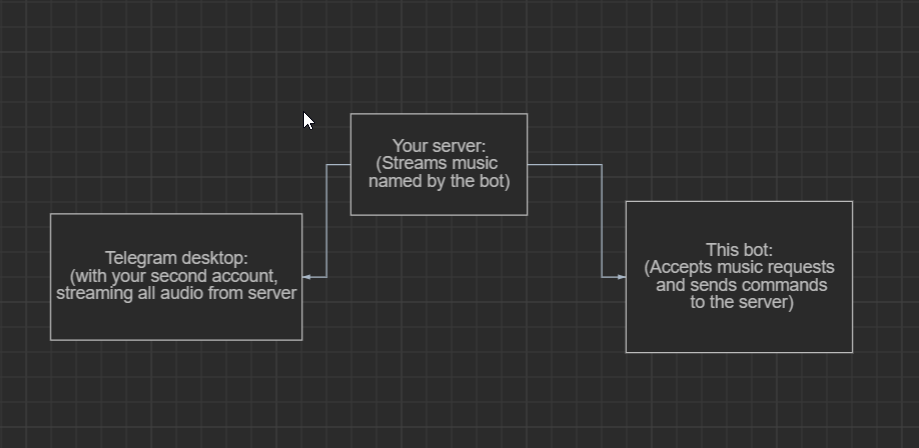 Your server:
(Streams music
named by the bot)
Telegram desktop:
(with your second account,
streaming all audio from server
This bot:
(Accepts music requests
and sends commands
to the server)